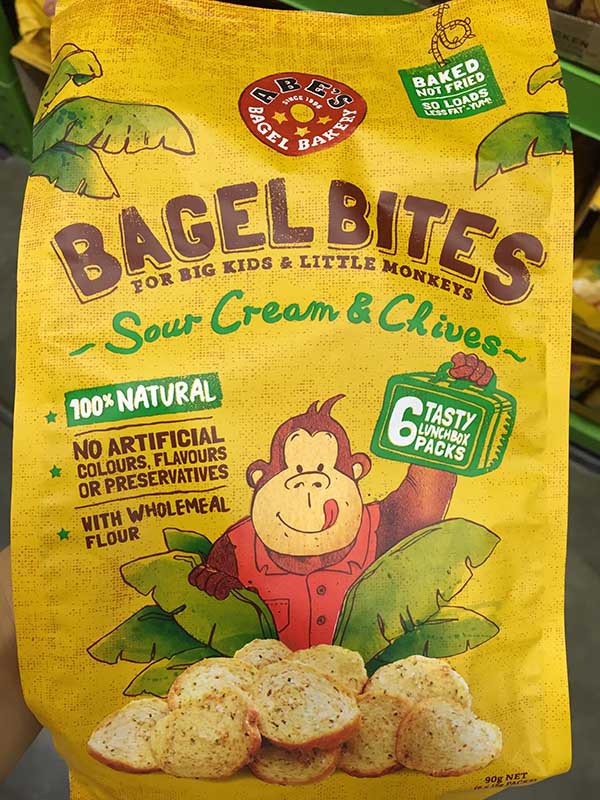 ABE'S
SINCE 1996
BAGEL BAKERY
BAKED
NOT FRIED
SO LOADS
LESS FAT - YUM!
BAGEL BITES
FOR BIG KIDS & LITTLE MONKEYS
~ Sour Cream & Chives ~
100% NATURAL
NO ARTIFICIAL
COLOURS, FLAVOURS
OR PRESERVATIVES
WITH WHOLEMEAL
FLOUR
6 TASTY
LUNCHBOX
PACKS
90g NET